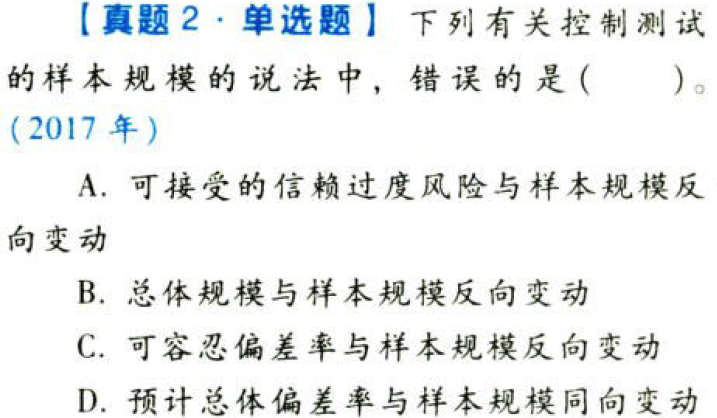 【真题2·单选题】 下列有关控制测试
的样本规模的说法中，错误的是(    )。
(2017年)
A. 可接受的信赖过度风险与样本规模反
向变动
B. 总体规模与样本规模反向变动
C. 可容忍偏差率与样本规模反向变动
D. 预计总体偏差率与样本规模同向变动